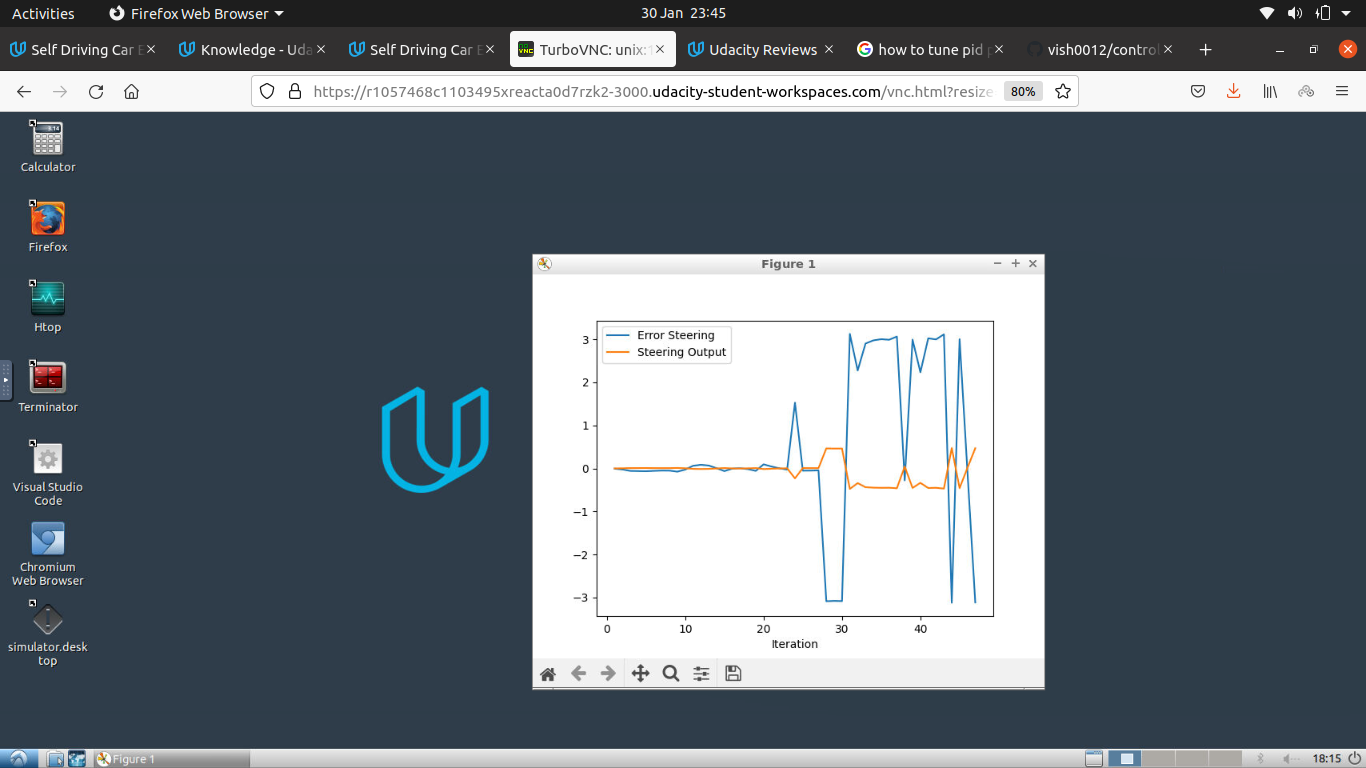 Activities
Firefox Web Browser
30 Jan 23:45
Self Driving Car E
Knowledge - Uda
Self Driving Car E
TurboVNC: unix:
Udacity Reviews
how to tune pid p
vish0012/control
https://r1057468c1103495xreacta0d7rzk2-3000.udacity-student-workspaces.com/vnc.html?resize
80%
Calculator
Firefox
Htop
Terminator
Visual Studio
Code
Chromium
Web Browser
simulator.desk
top
Figure 1
Error Steering
Steering Output
3
2
1
0
−1
−2
−3
0 10 20 30 40
Iteration
Figure 1
18:15